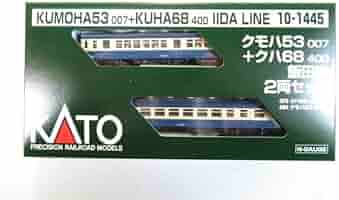 KUMOHA53 007+KUHA68 400 IIDA LINE 10-1445
クモハ53 007
+クハ68 400
飯田線
2両セット
KATO
PRECISION RAILROAD MODELS
N-GAUGE